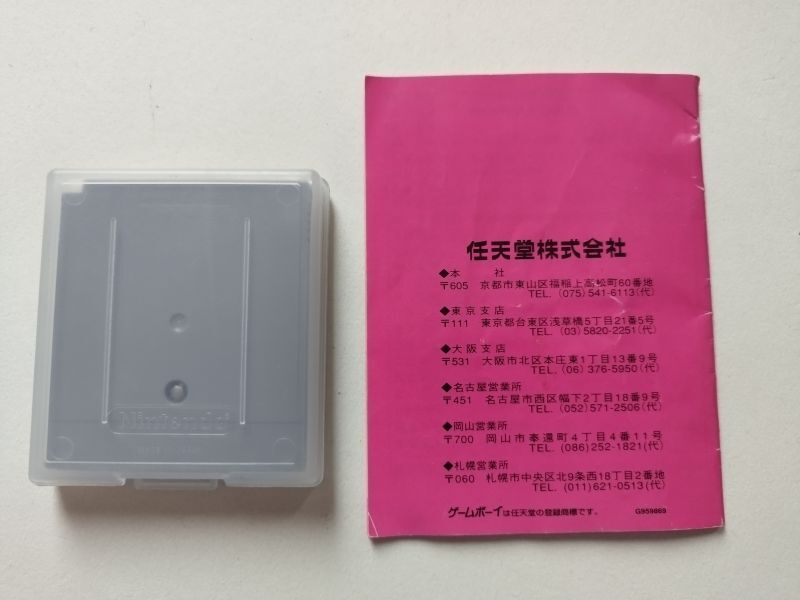 Nintendo
任天堂株式会社
◆本 社
〒605 京都市東山区福稲上高松町60番地
TEL. (075) 541-6113(代)
◆東京支店
〒111 東京都台東区浅草橋5丁目21番5号
TEL. (03) 5820-2251(代)
◆大阪支店
〒531 大阪市北区本庄東1丁目13番9号
TEL. (06) 376-5950(代)
◆名古屋営業所
〒451 名古屋市西区幅下2丁目18番9号
TEL. (052) 571-2506(代)
◆岡山営業所
〒700 岡山市奉還町4丁目4番11号
TEL. (086) 252-1821(代)
◆札幌営業所
〒060 札幌市中央区北9条西18丁目2番地
TEL. (011) 621-0513(代)
ゲームボーイは任天堂の登録商標です。 G959869